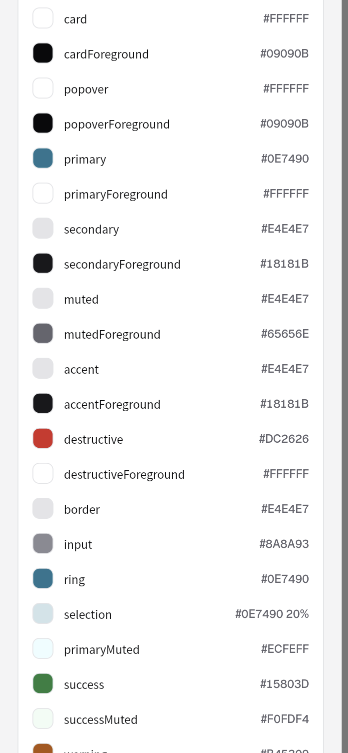 card #FFFFFF
cardForeground #09090B
popover #FFFFFF
popoverForeground #09090B
primary #0E7490
primaryForeground #FFFFFF
secondary #E4E4E7
secondaryForeground #18181B
muted #E4E4E7
mutedForeground #65656E
accent #E4E4E7
accentForeground #18181B
destructive #DC2626
destructiveForeground #FFFFFF
border #E4E4E7
input #8A8A93
ring #0E7490
selection #0E7490 20%
primaryMuted #ECFEFF
success #15803D
successMuted #F0FDF4